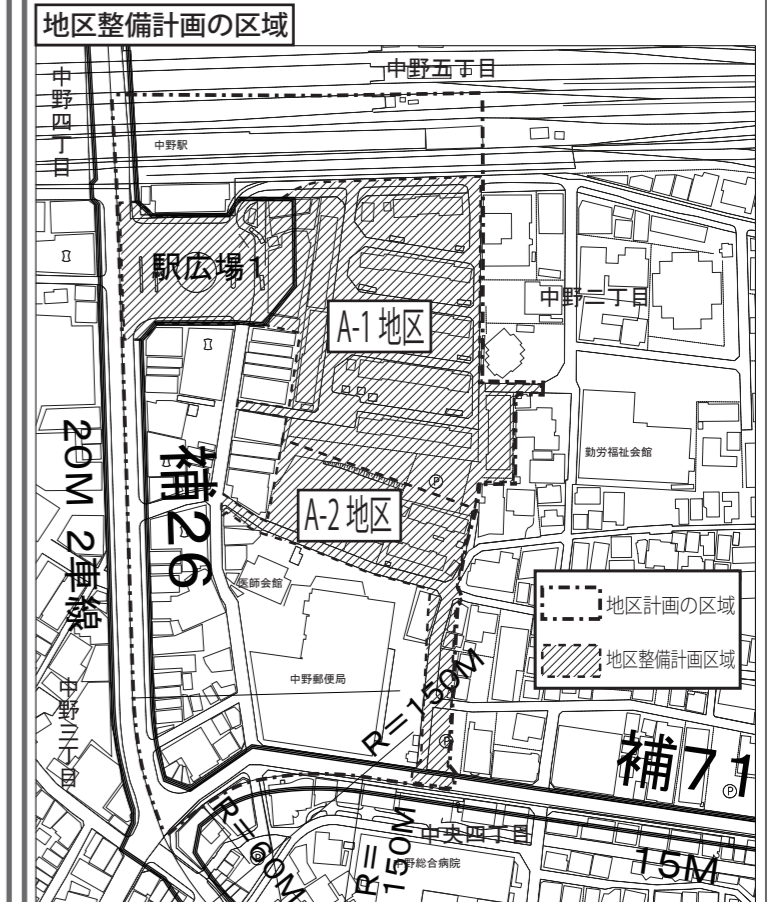 地区整備計画の区域
中野五丁目
中野四丁目
中野駅
駅広場1
中野二丁目
A-1 地区
勤労福祉会館
20M 2車線
補26
A-2 地区
P
医師会館
地区計画の区域
地区整備計画区域
中野郵便局
中野三丁目
R=150M
P
補71
P
R=60M
R=150M
中央四丁目
中野総合病院
15M